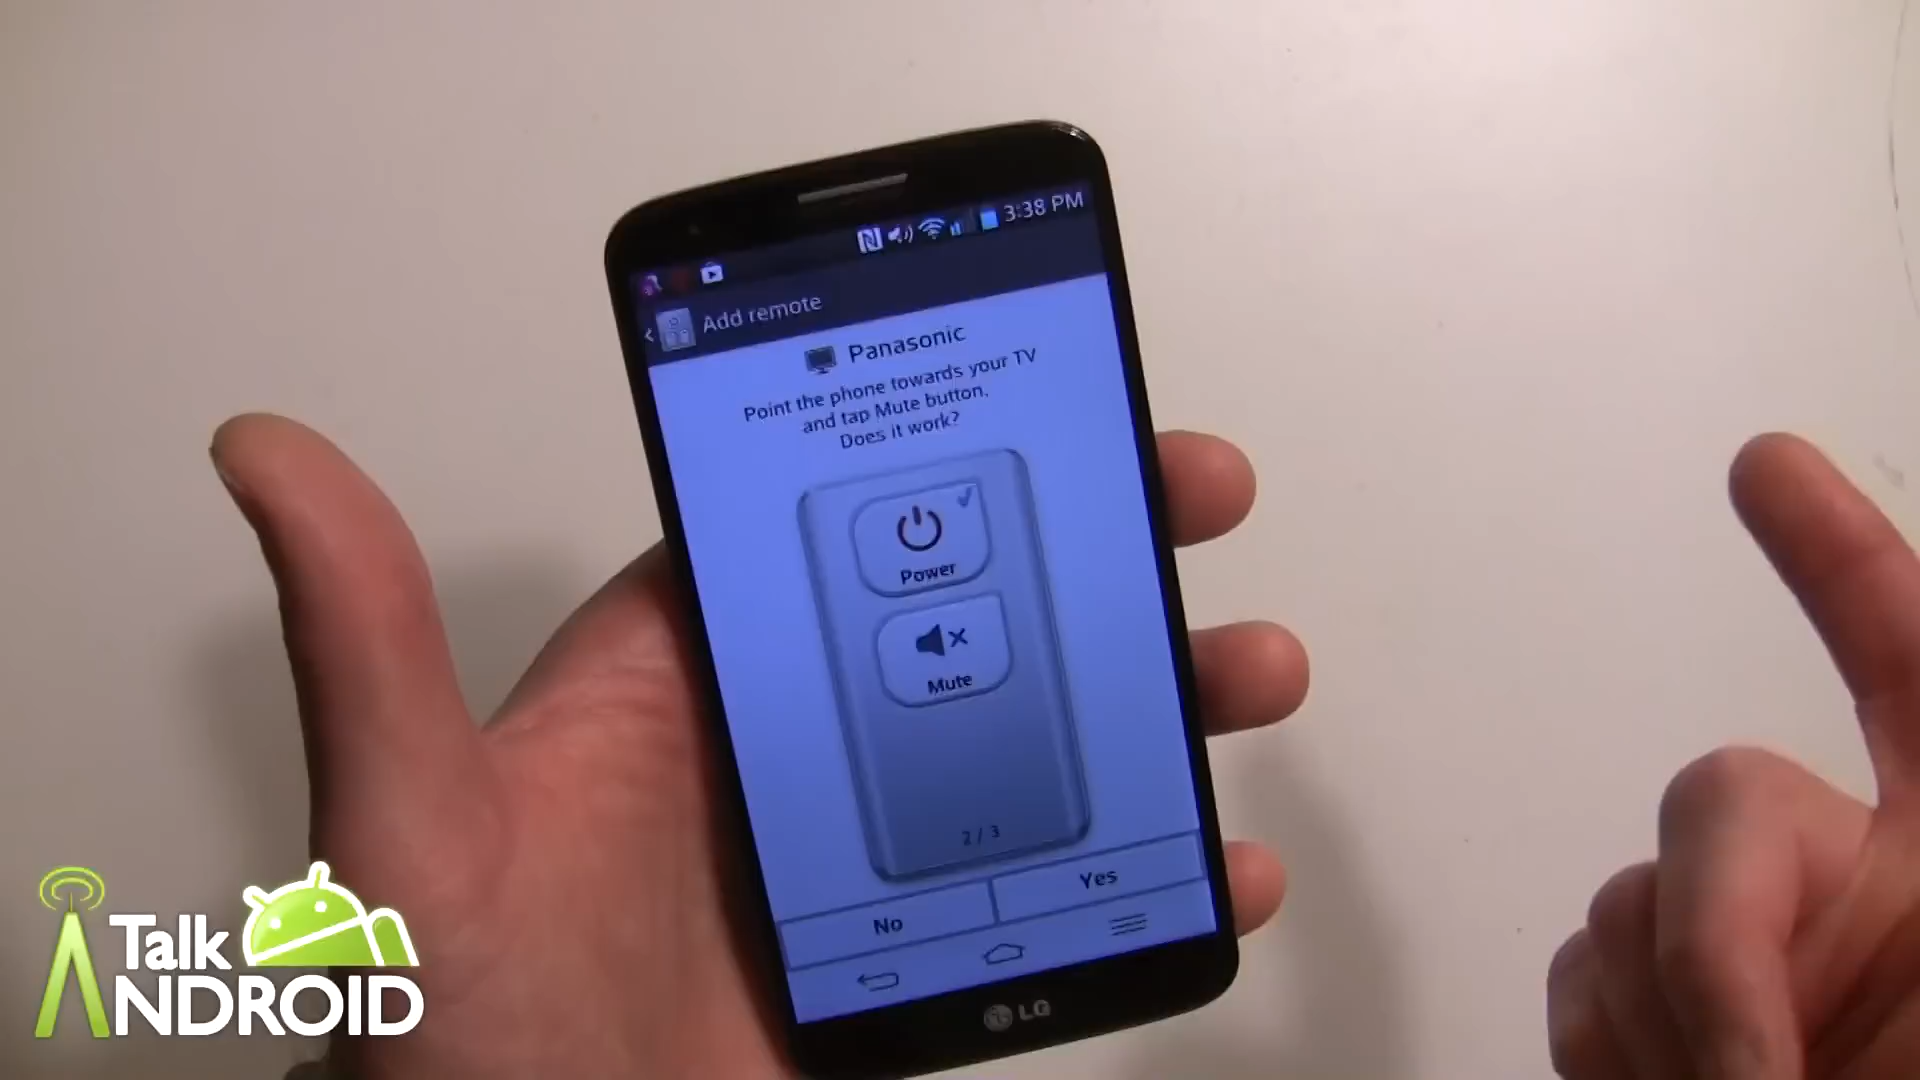 3:38 PM
Add remote
Panasonic
Point the phone towards your TV
and tap Mute button.
Does it work?
Power
Mute
2 / 3
No
Yes
LG
Talk
ANDROID